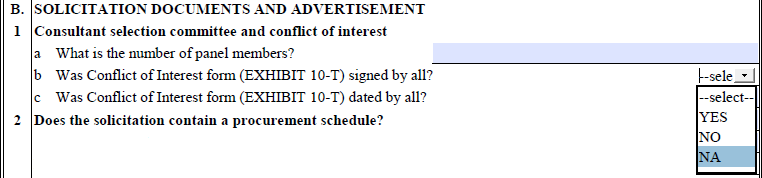 B. SOLICITATION DOCUMENTS AND ADVERTISEMENT
1 Consultant selection committee and conflict of interest
a What is the number of panel members?
b Was Conflict of Interest form (EXHIBIT 10-T) signed by all? --sele
c Was Conflict of Interest form (EXHIBIT 10-T) dated by all? --select--
2 Does the solicitation contain a procurement schedule? YES
NO
NA